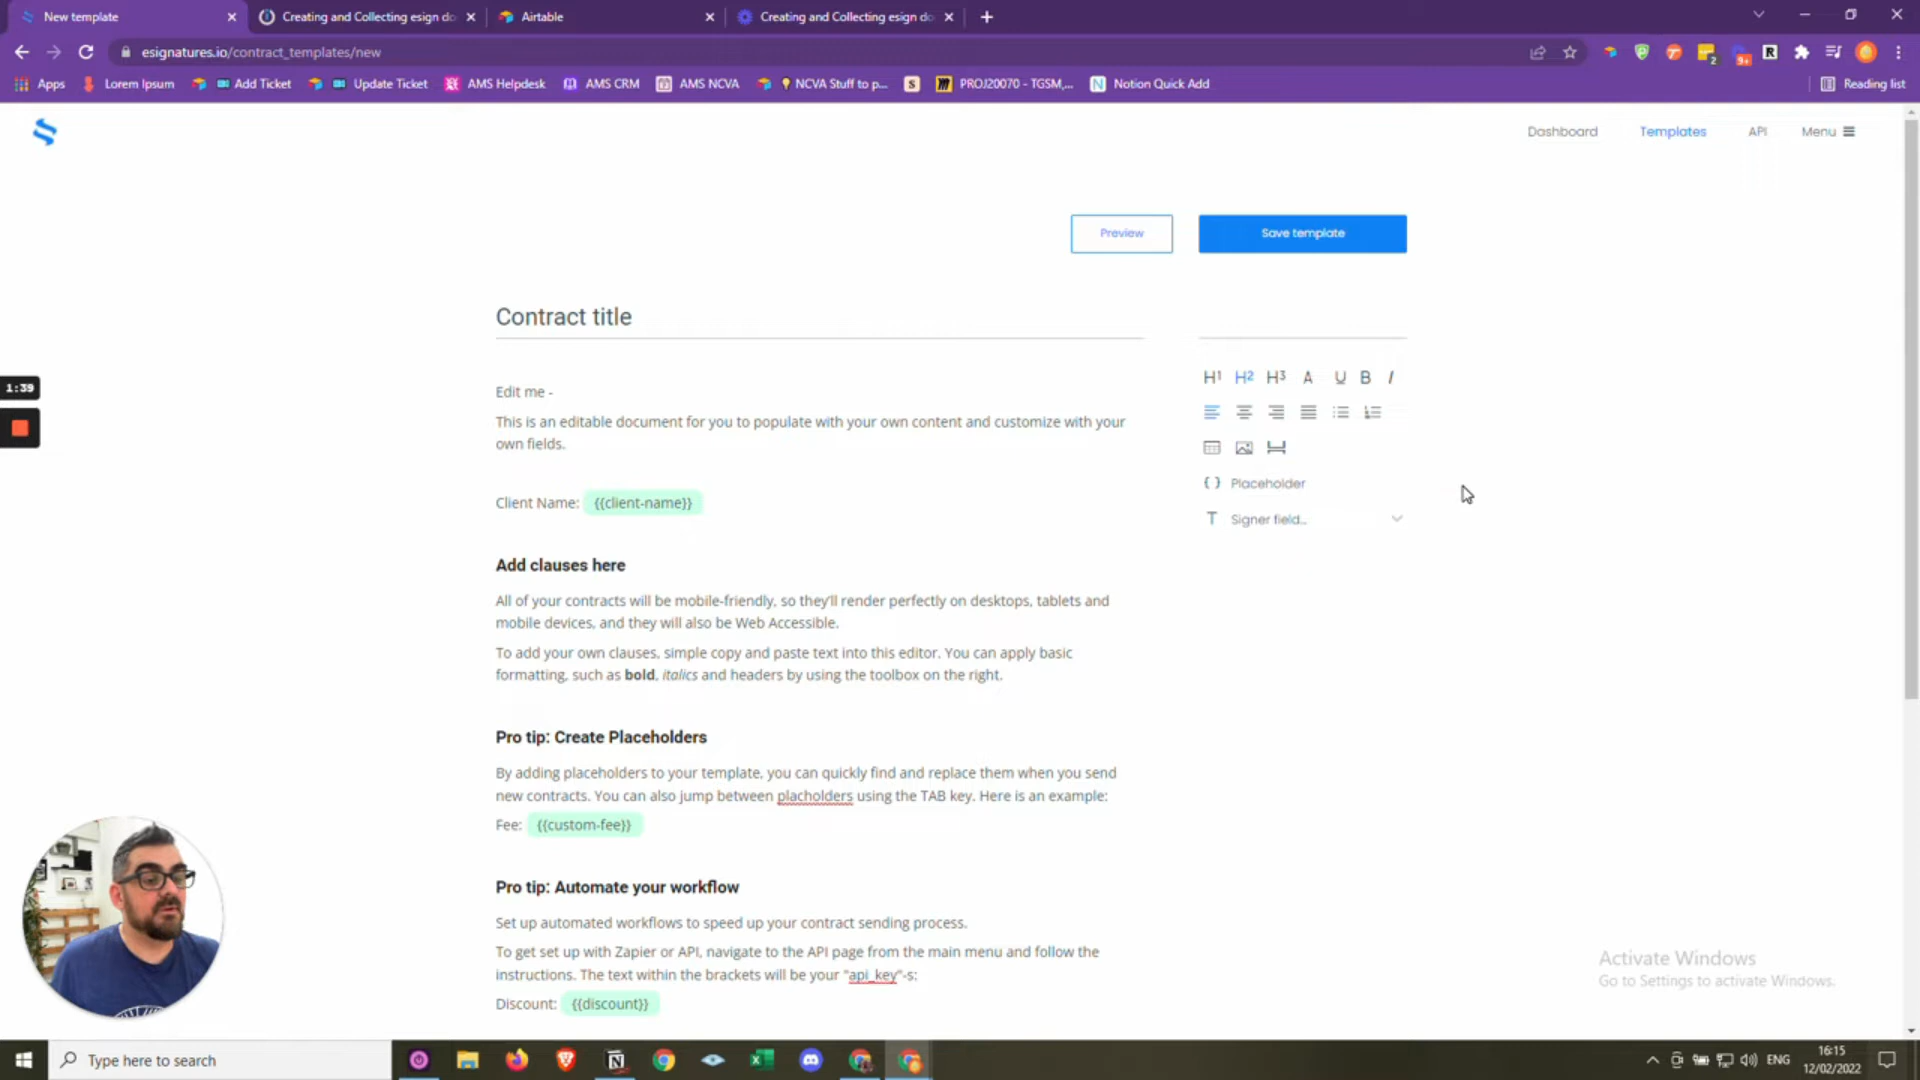 New template
Creating and Collecting esign do
Airtable
Creating and Collecting esign do
esignatures.io/contract_templates/new
Apps
Lorem Ipsum
Add Ticket
Update Ticket
AMS Helpdesk
AMS CRM
AMS NCVA
NCVA Stuff to p...
PROJ20070 - TGSM,...
Notion Quick Add
Reading list
Dashboard
Templates
API
Menu
Preview
Save template
Contract title
1:39
Edit me -
This is an editable document for you to populate with your own content and customize with your
own fields.
Client Name: {{client-name}}
H1 H2 H3 A U B I
{ } Placeholder
T Signer field...
Add clauses here
All of your contracts will be mobile-friendly, so they'll render perfectly on desktops, tablets and
mobile devices, and they will also be Web Accessible.
To add your own clauses, simple copy and paste text into this editor. You can apply basic
formatting, such as bold, italics and headers by using the toolbox on the right.
Pro tip: Create Placeholders
By adding placeholders to your template, you can quickly find and replace them when you send
new contracts. You can also jump between placholders using the TAB key. Here is an example:
Fee: {{custom-fee}}
Pro tip: Automate your workflow
Set up automated workflows to speed up your contract sending process.
To get set up with Zapier or API, navigate to the API page from the main menu and follow the
instructions. The text within the brackets will be your "api_key"-s:
Discount: {{discount}}
Activate Windows
Go to Settings to activate Windows.
Type here to search
ENG
16:15
12/02/2022